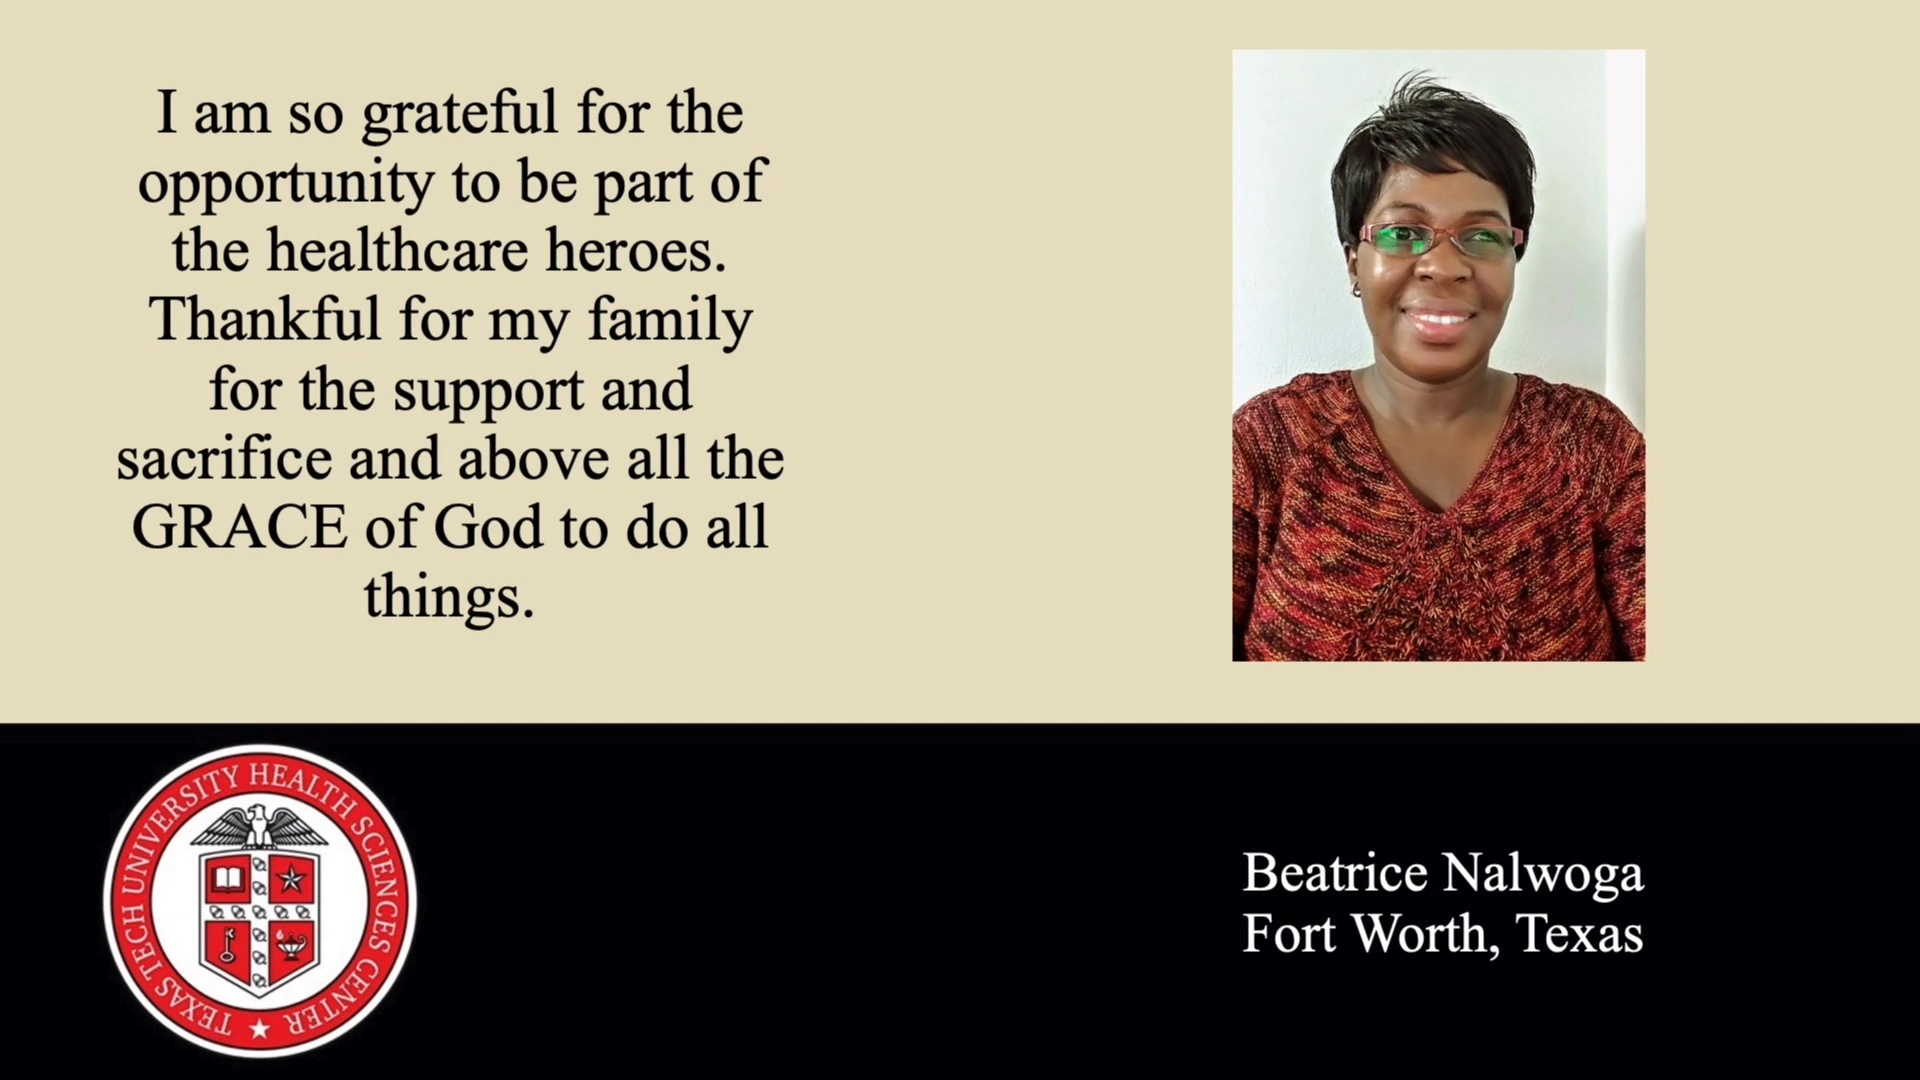 I am so grateful for the
opportunity to be part of
the healthcare heroes.
Thankful for my family
for the support and
sacrifice and above all the
GRACE of God to do all
things.
TEXAS TECH UNIVERSITY HEALTH SCIENCES CENTER
Beatrice Nalwoga
Fort Worth, Texas